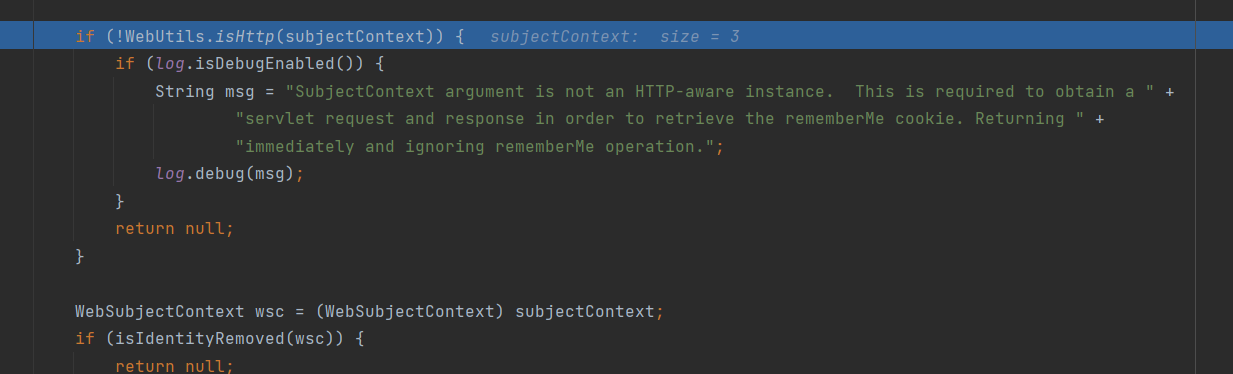 if (!WebUtils.isHttp(subjectContext)) {   subjectContext:  size = 3
if (log.isDebugEnabled()) {
String msg = "SubjectContext argument is not an HTTP-aware instance.  This is required to obtain a " +
"servlet request and response in order to retrieve the rememberMe cookie. Returning " +
"immediately and ignoring rememberMe operation.";
log.debug(msg);
}
return null;
}
WebSubjectContext wsc = (WebSubjectContext) subjectContext;
if (isIdentityRemoved(wsc)) {
return null;